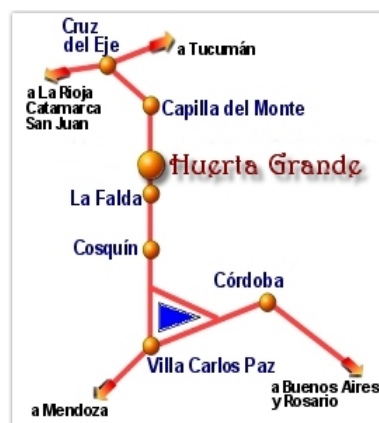 Cruz
del Eje
a Tucumán
a La Rioja
Catamarca
San Juan
Capilla del Monte
Huerta Grande
La Falda
Cosquín
Córdoba
Villa Carlos Paz
a Buenos Aires
y Rosario
a Mendoza